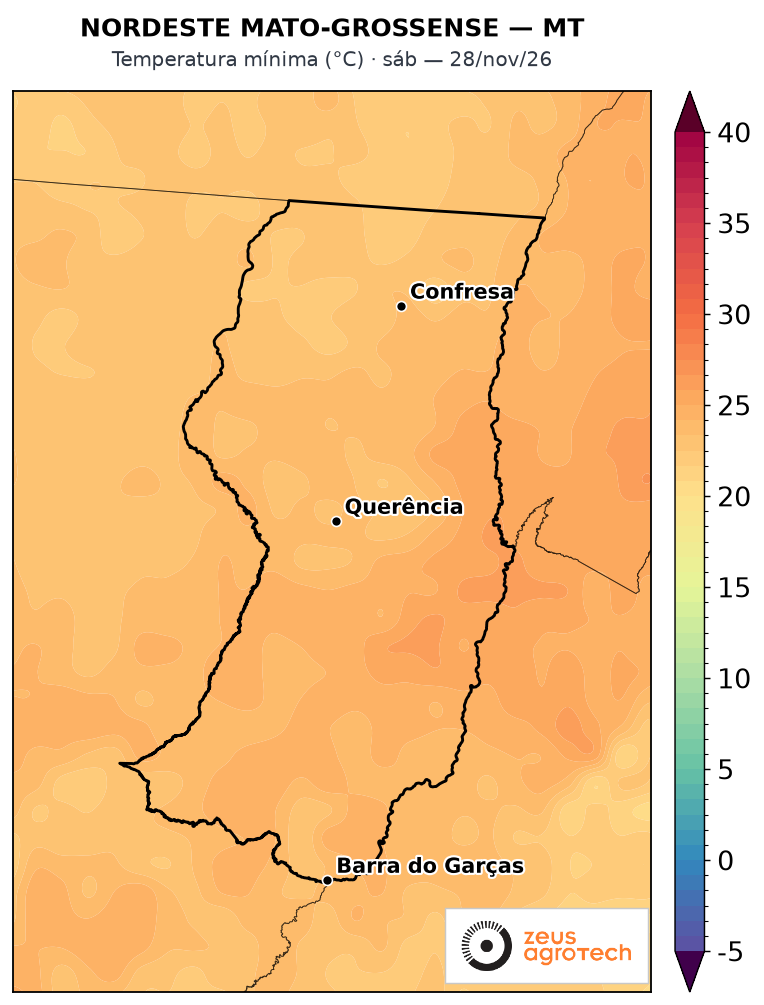 NORDESTE MATO-GROSSENSE — MT
Temperatura mínima (°C) · sáb — 28/nov/26
Confresa
Querência
Barra do Garças
40
35
30
25
20
15
10
5
0
-5
zeus
agrotech